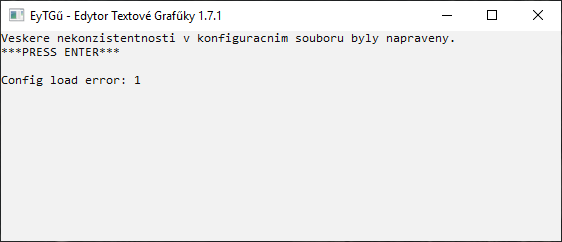 EyTGű - Edytor Textové Grafűky 1.7.1
Veskere nekonzistentnosti v konfiguracnim souboru byly napraveny.
***PRESS ENTER***
Config load error: 1